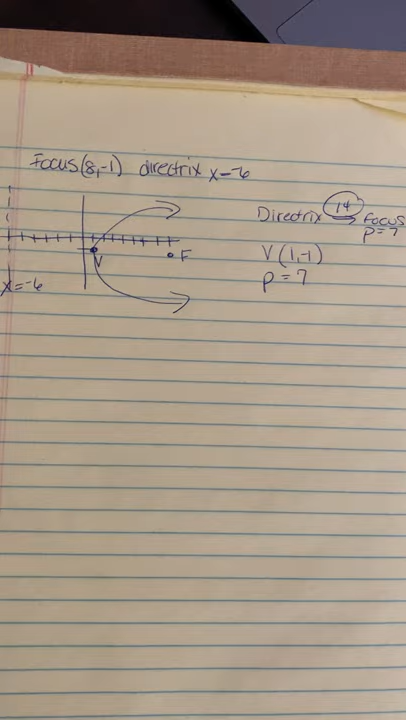 Focus(8,-1) directrix x=-6
Directrix 14 focus
p=7
V
F
V(1,-1)
x=-6
p=7